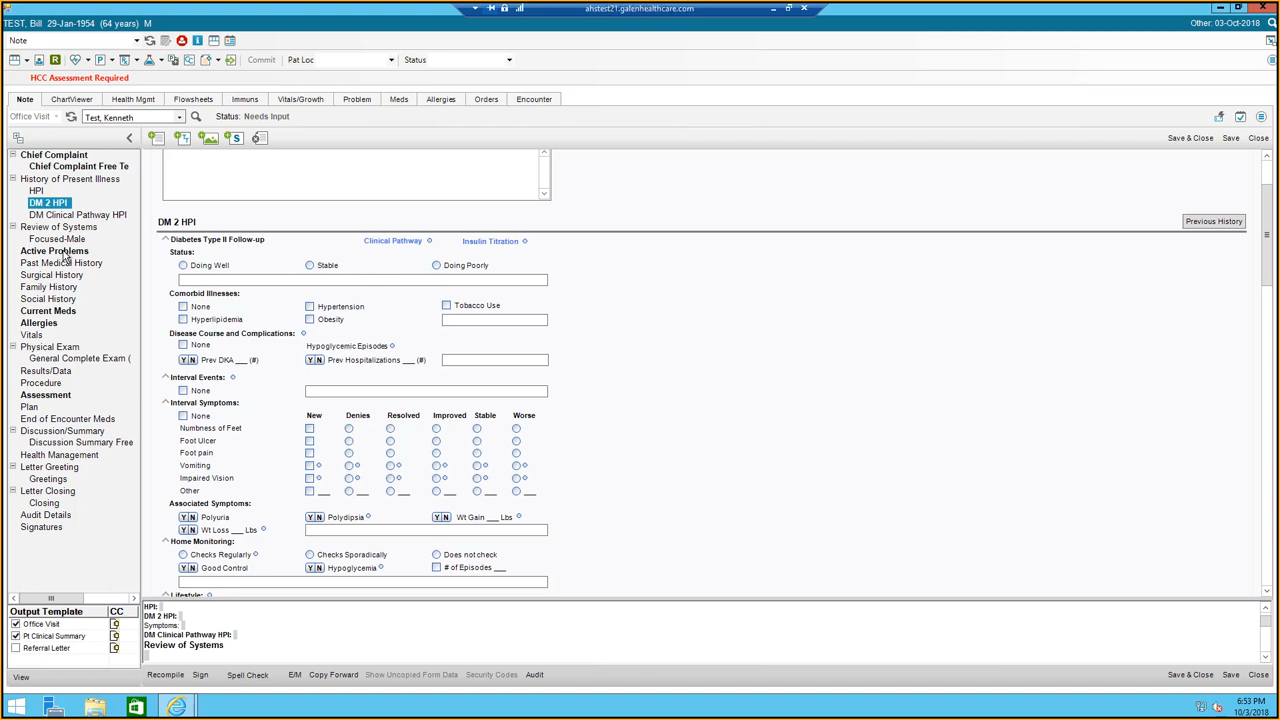 ahstest21.galenhealthcare.com
TEST, Bill 29-Jan-1954 (64 years) M
Other: 03-Oct-2018
Note
Commit Pat Loc Status
HCC Assessment Required
Note ChartViewer Health Mgmt Flowsheets Immuns Vitals/Growth Problem Meds Allergies Orders Encounter
Office Visit Test, Kenneth Status: Needs Input
Save & Close Save Close
Chief Complaint
Chief Complaint Free Te
History of Present Illness
HPI
DM 2 HPI
DM Clinical Pathway HPI
Review of Systems
Focused-Male
Active Problems
Past Medical History
Surgical History
Family History
Social History
Current Meds
Allergies
Vitals
Physical Exam
General Complete Exam (
Results/Data
Procedure
Assessment
Plan
End of Encounter Meds
Discussion/Summary
Discussion Summary Free
Health Management
Letter Greeting
Greetings
Letter Closing
Closing
Audit Details
Signatures
Output Template CC
Office Visit
Pt Clinical Summary
Referral Letter
View
DM 2 HPI
Previous History
Diabetes Type II Follow-up Clinical Pathway Insulin Titration
Status:
Doing Well Stable Doing Poorly
Comorbid Illnesses:
None Hypertension Tobacco Use
Hyperlipidemia Obesity
Disease Course and Complications:
None Hypoglycemic Episodes
Y N Prev DKA ___ (#) Y N Prev Hospitalizations ___ (#)
Interval Events:
None
Interval Symptoms:
None New Denies Resolved Improved Stable Worse
Numbness of Feet
Foot Ulcer
Foot pain
Vomiting
Impaired Vision
Other ___ ___ ___ ___ ___ ___
Associated Symptoms:
Y N Polyuria Y N Polydipsia Y N Wt Gain ___ Lbs
Y N Wt Loss ___ Lbs
Home Monitoring:
Checks Regularly Checks Sporadically Does not check
Y N Good Control Y N Hypoglycemia # of Episodes ___
Lifestyle:
HPI:
DM 2 HPI:
Symptoms:
DM Clinical Pathway HPI:
Review of Systems
Recompile Sign Spell Check E/M Copy Forward Show Uncopied Form Data Security Codes Audit
Save & Close Save Close
6:53 PM
10/3/2018